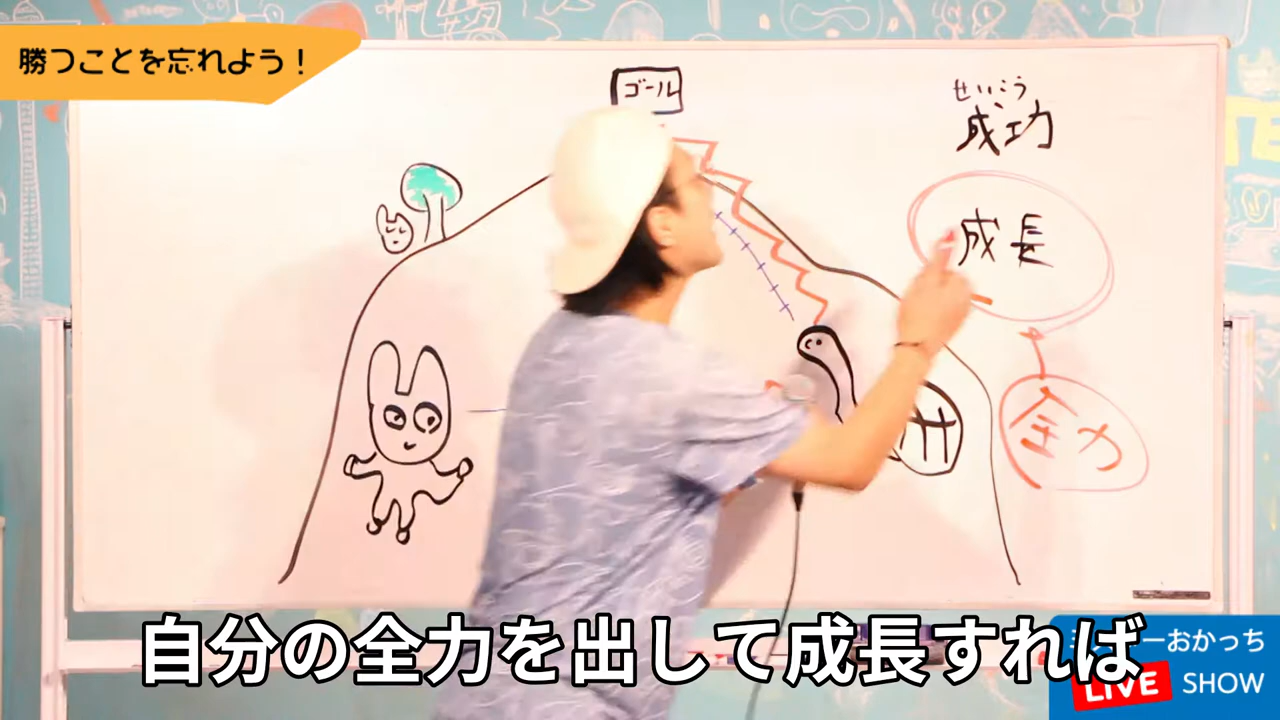 勝つことを忘れよう！
ゴール
せいこう
成功
成長
全力
自分の全力を出して成長すれば
ーおかっち
LIVE SHOW